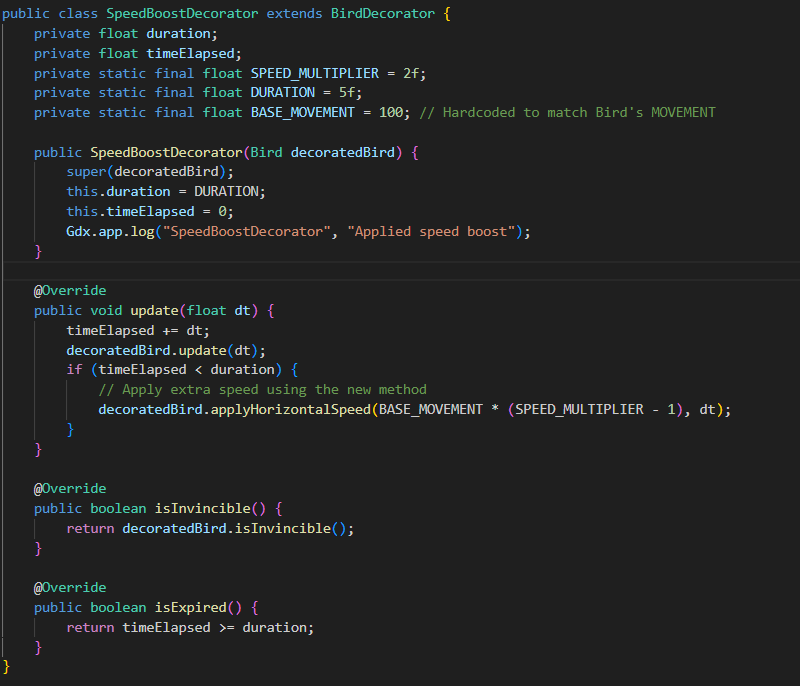 public class SpeedBoostDecorator extends BirdDecorator {
    private float duration;
    private float timeElapsed;
    private static final float SPEED_MULTIPLIER = 2f;
    private static final float DURATION = 5f;
    private static final float BASE_MOVEMENT = 100; // Hardcoded to match Bird's MOVEMENT

    public SpeedBoostDecorator(Bird decoratedBird) {
        super(decoratedBird);
        this.duration = DURATION;
        this.timeElapsed = 0;
        Gdx.app.log("SpeedBoostDecorator", "Applied speed boost");
    }

    @Override
    public void update(float dt) {
        timeElapsed += dt;
        decoratedBird.update(dt);
        if (timeElapsed < duration) {
            // Apply extra speed using the new method
            decoratedBird.applyHorizontalSpeed(BASE_MOVEMENT * (SPEED_MULTIPLIER - 1), dt);
        }
    }

    @Override
    public boolean isInvincible() {
        return decoratedBird.isInvincible();
    }

    @Override
    public boolean isExpired() {
        return timeElapsed >= duration;
    }
}